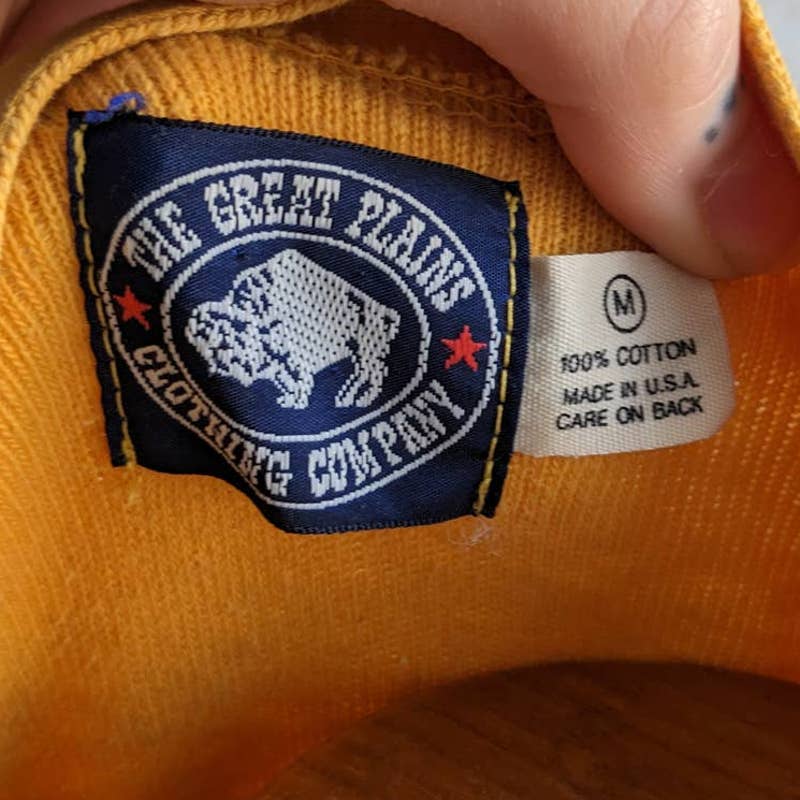 THE GREAT PLAINS
CLOTHING COMPANY
M
100% COTTON
MADE IN U.S.A.
CARE ON BACK